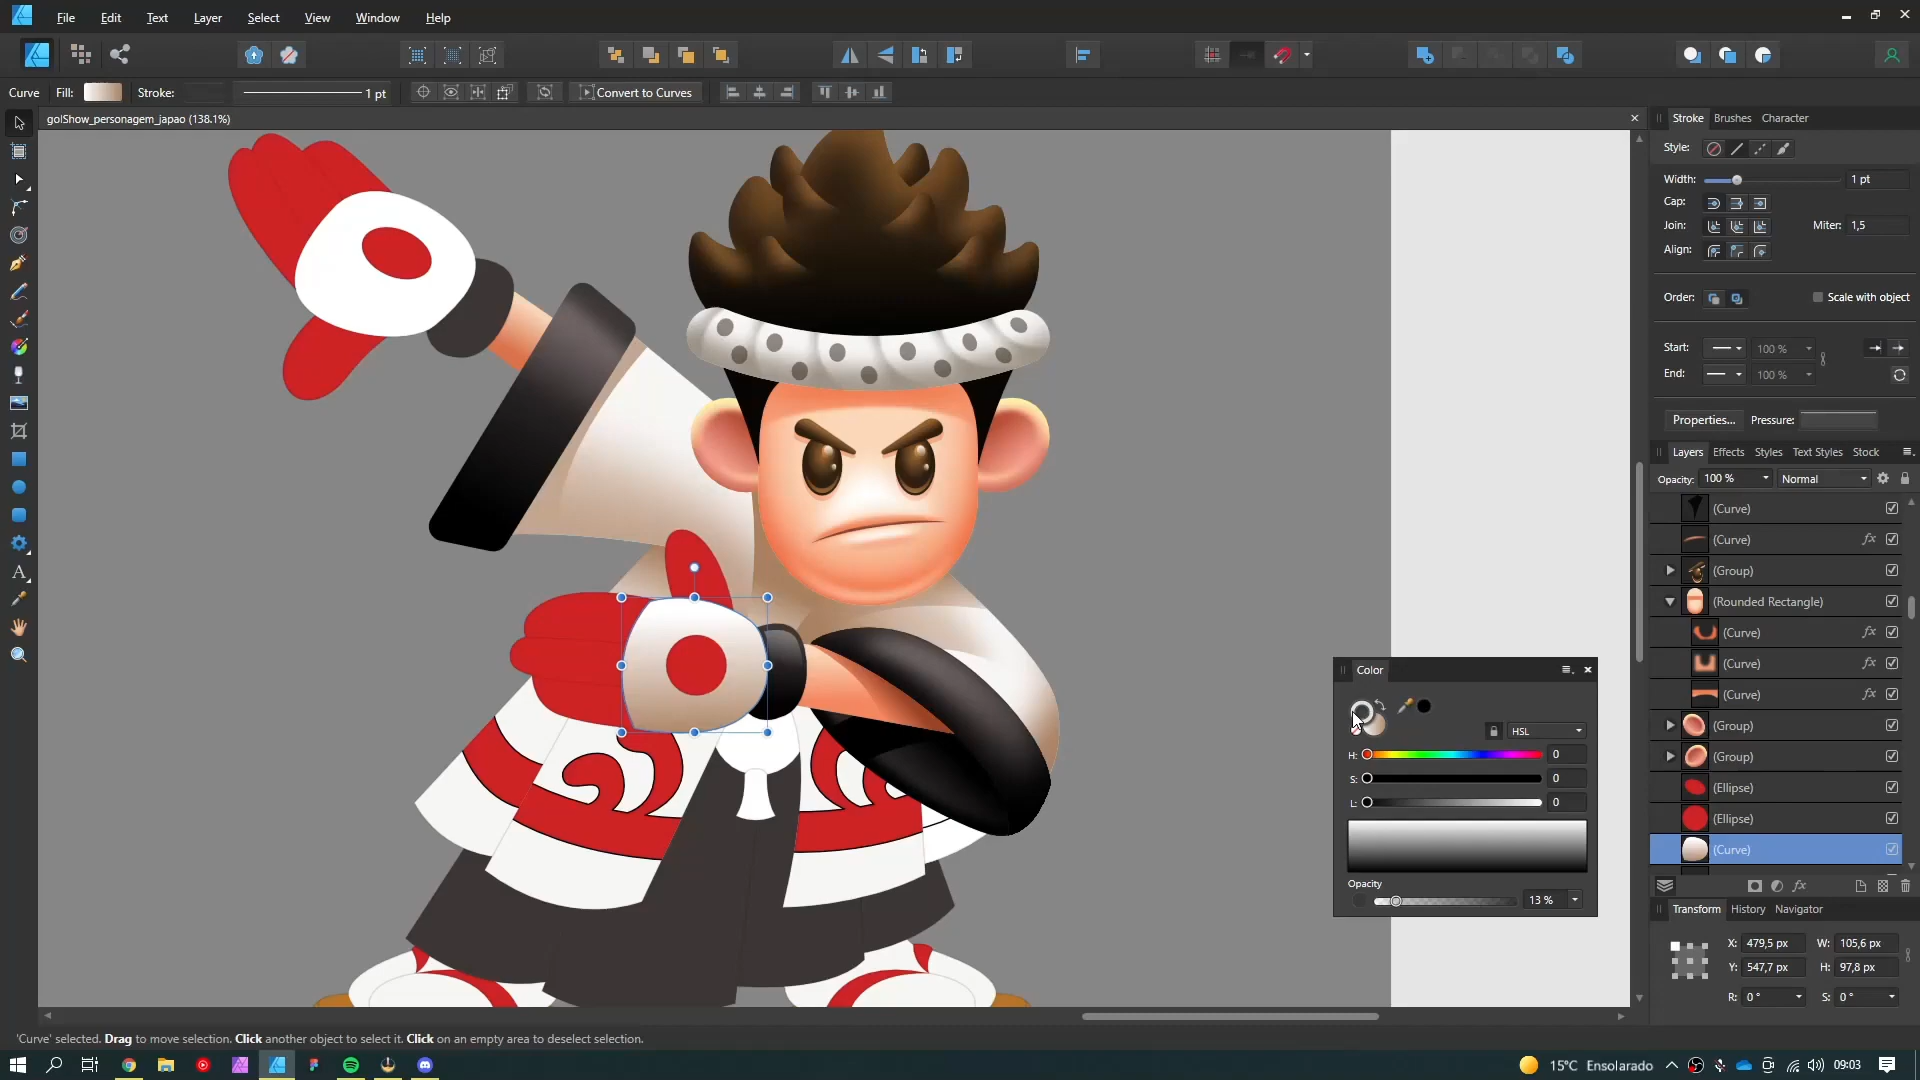 File Edit Text Layer Select View Window Help
Curve Fill: Stroke: 1 pt Convert to Curves
golShow_personagem_japao (138.1%)
Stroke Brushes Character
Style:
Width: 1 pt
Cap:
Join: Miter: 1,5
Align:
Order: Scale with object
Start: 100 %
End: 100 %
Properties... Pressure:
Layers Effects Styles Text Styles Stock
Opacity: 100 % Normal
(Curve)
(Curve) fx
(Group)
(Rounded Rectangle)
(Curve) fx
(Curve) fx
(Curve) fx
(Group)
(Group)
(Ellipse)
(Ellipse)
(Curve)
fx
Color
HSL
H: 0
S: 0
L: 0
Opacity
13 %
Transform History Navigator
X: 479,5 px W: 105,6 px
Y: 547,7 px H: 97,8 px
R: 0 ° S: 0 °
'Curve' selected. Drag to move selection. Click another object to select it. Click on an empty area to deselect selection.
15°C Ensolarado 09:03